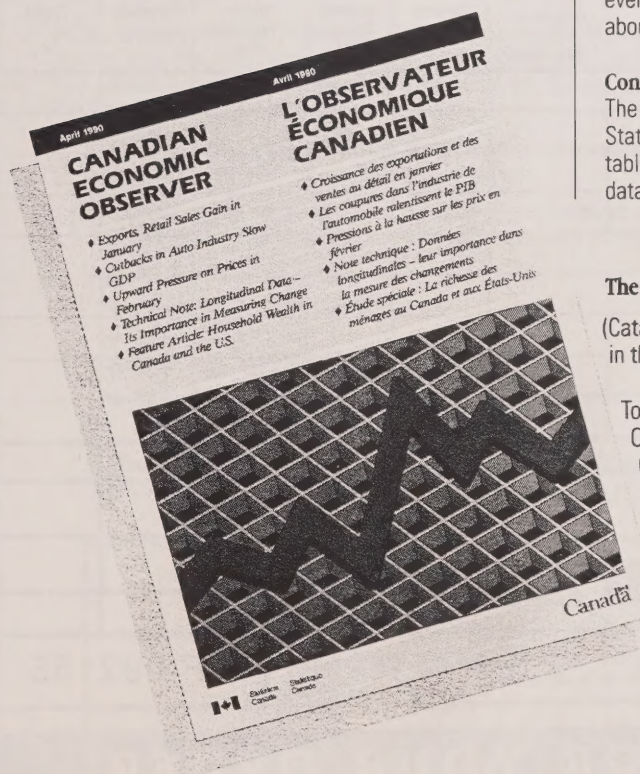 April 1990
CANADIAN
ECONOMIC
OBSERVER
♦ Exports, Retail Sales Gain in
January
♦ Cutbacks in Auto Industry Slow
GDP
♦ Upward Pressure on Prices in
February
♦ Technical Note: Longitudinal Data –
Its Importance in Measuring Change
♦ Feature Article: Household Wealth in
Canada and the U.S.
Avril 1990
L'OBSERVATEUR
ÉCONOMIQUE
CANADIEN
♦ Croissance des exportations et des
ventes au détail en janvier
♦ Les coupures dans l'industrie de
l'automobile ralentissent le PIB
♦ Pressions à la hausse sur les prix en
février
♦ Note technique : Données
longitudinales – leur importance dans
la mesure des changements
♦ Étude spéciale : La richesse des
ménages au Canada et aux États-Unis
Statistics
Canada
Statistique
Canada
Canada
abou
Con
The
Stat
tabl
data
The
(Cata
in th
To